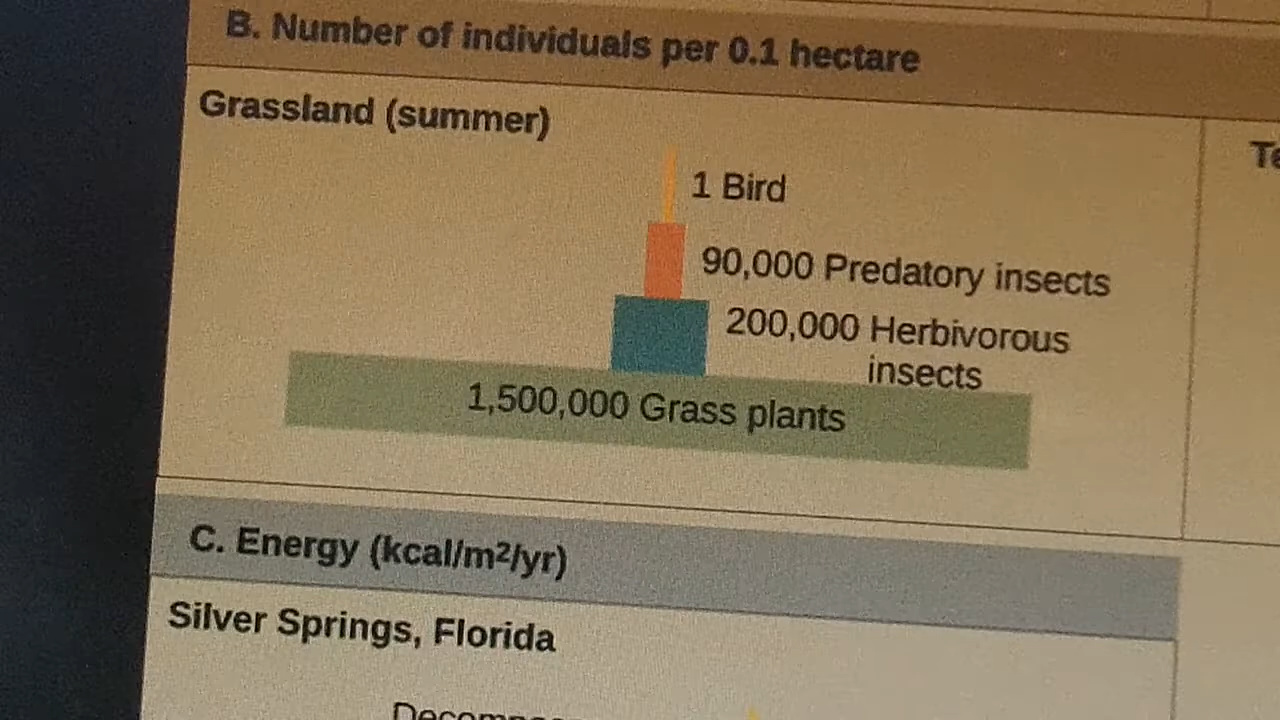 B. Number of individuals per 0.1 hectare
Grassland (summer)
1 Bird
90,000 Predatory insects
200,000 Herbivorous
insects
1,500,000 Grass plants
C. Energy (kcal/m²/yr)
Silver Springs, Florida